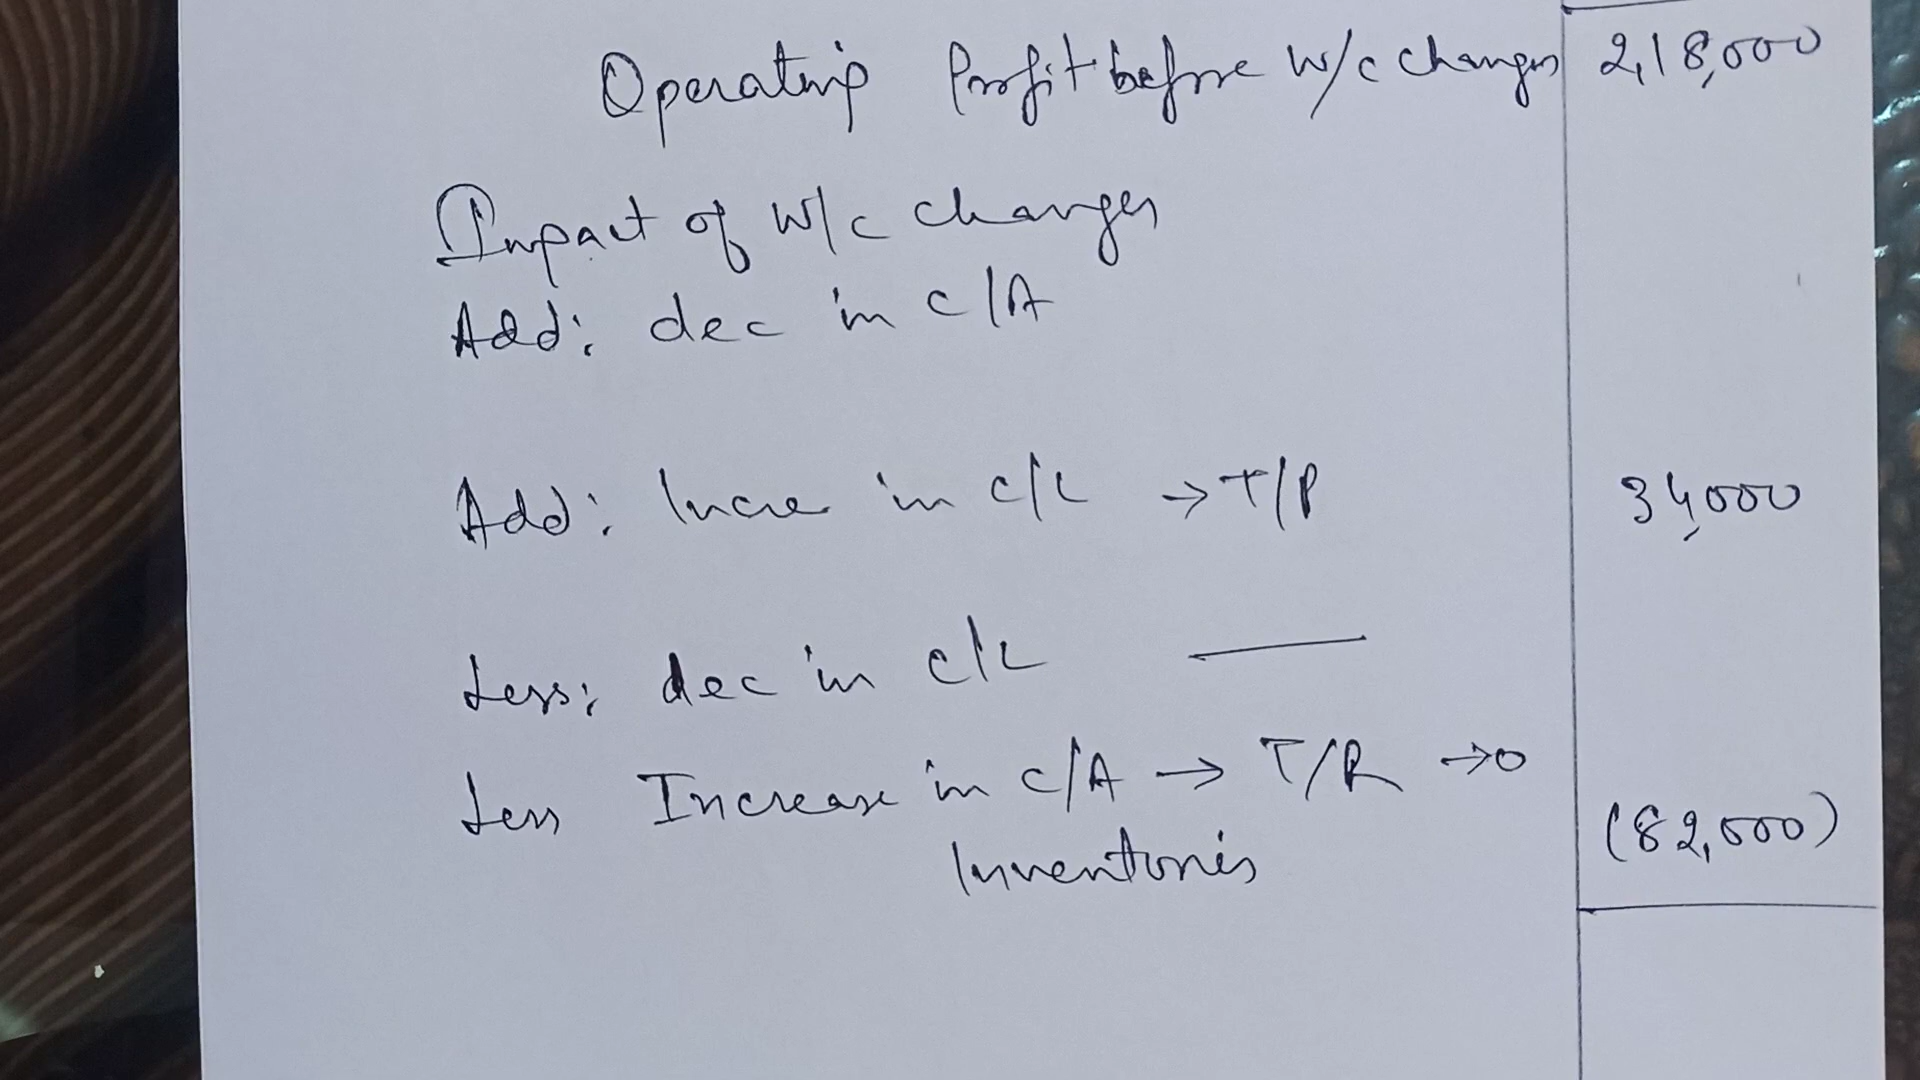 Operating Profit before W/c changes 2,18,000
Impact of W/c changes
Add: dec in c/A
Add: Incre in c/L → T/P 34,000
Less: dec in c/L —
Less Increase in c/A → T/R → 0
Inventories (82,000)